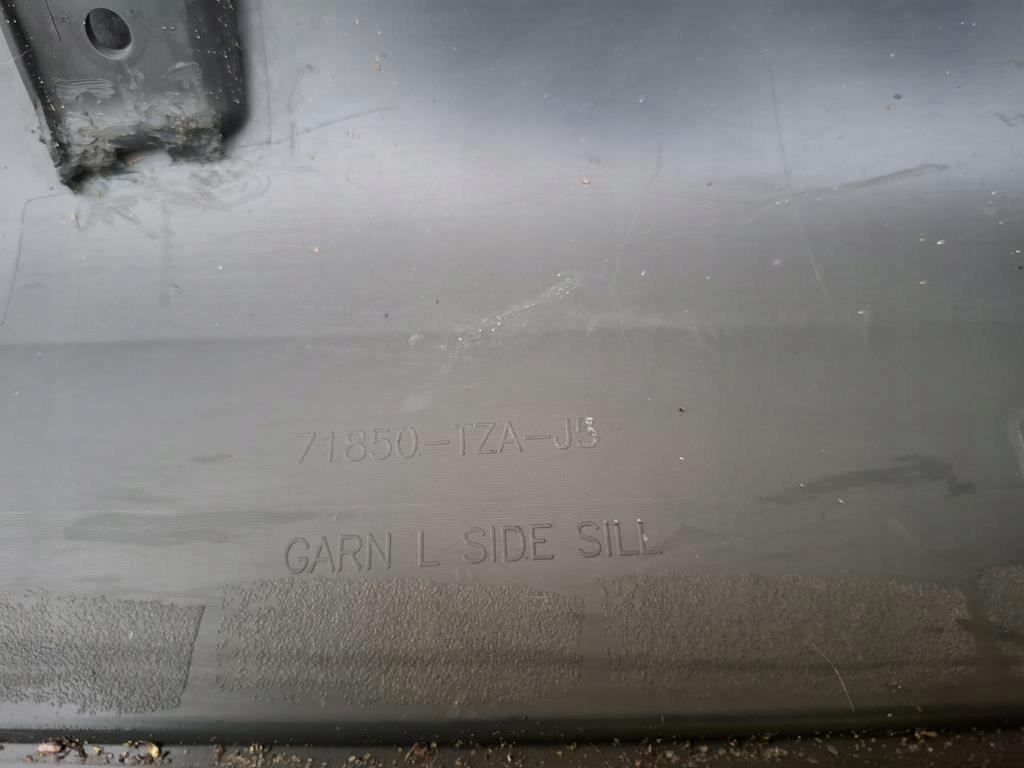 71850-TZA-J5
GARN L SIDE SILL